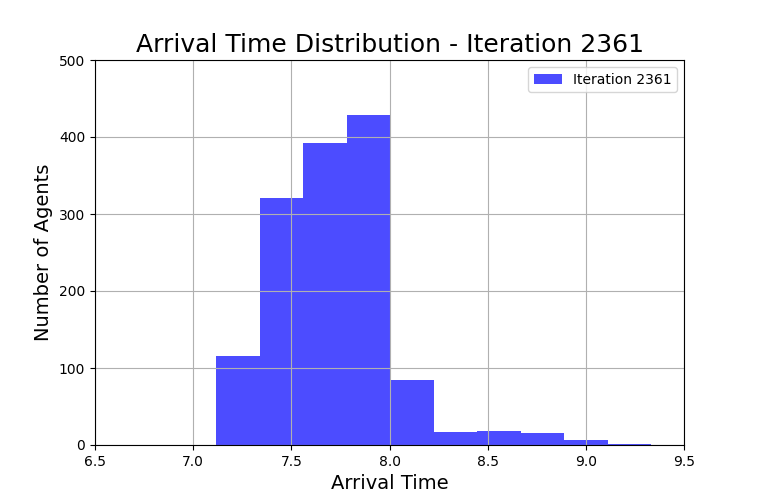 Arrival Time Distribution - Iteration 2361
Iteration 2361
Number of Agents
500
400
300
200
100
0
6.5 7.0 7.5 8.0 8.5 9.0 9.5
Arrival Time